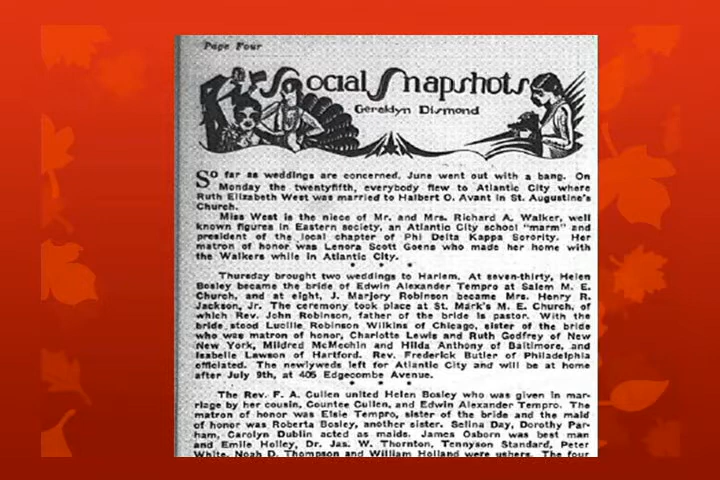 Page Four
Social Snapshots
Geraldyn Dismond
So far as weddings are concerned, June went out with a bang. On
Monday the twentyfifth, everybody flew to Atlantic City where
Ruth Elizabeth West was married to Halbert O. Avant in St. Augustine's
Church.
Miss West is the niece of Mr. and Mrs. Richard A. Walker, well
known figures in Eastern society, an Atlantic City school "marm" and
president of the local chapter of Phi Delta Kappa Sorority. Her
matron of honor was Lenora Scott Goens who made her home with
the Walkers while in Atlantic City.
* * *
Thursday brought two weddings to Harlem. At seven-thirty, Helen
Bosley became the bride of Edwin Alexander Tempro at Salem M. E.
Church, and at eight, J. Marjory Robinson became Mrs. Henry R.
Jackson, Jr. The ceremony took place at St. Mark's M. E. Church, of
which Rev. John Robinson, father of the bride is pastor. With the
bride stood Lucille Robinson Wilkins of Chicago, sister of the bride
who was matron of honor, Charlotte Lewis and Ruth Godfrey of New
New York, Mildred McMechin and Hilda Anthony of Baltimore, and
Isabelle Lawson of Hartford. Rev. Frederick Butler of Philadelphia
officiated. The newlyweds left for Atlantic City and will be at home
after July 9th, at 405 Edgecombe Avenue.
* * *
The Rev. F. A. Cullen united Helen Bosley who was given in mar-
riage by her cousin, Countee Cullen, and Edwin Alexander Tempro. The
matron of honor was Elsie Tempro, sister of the bride and the maid
of honor was Roberta Bosley, another sister. Selina Day, Dorothy Par-
ham, Carolyn Dublin acted as maids. James Osborn was best man
and Emile Holley, Dr. Jas. W. Thornton, Tennyson Standard, Peter
White, Noah D. Thompson and William Holland were ushers. The four